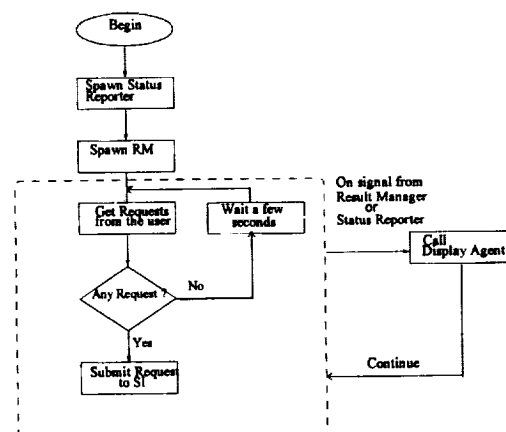 Begin
Spawn Status
Reporter
Spawn RM
Get Requests
from the user
Wait a few
seconds
On signal from
Result Manager
or
Status Reporter
Call
Display Agent
Any Request ?
No
Yes
Submit Request
to SI
Continue